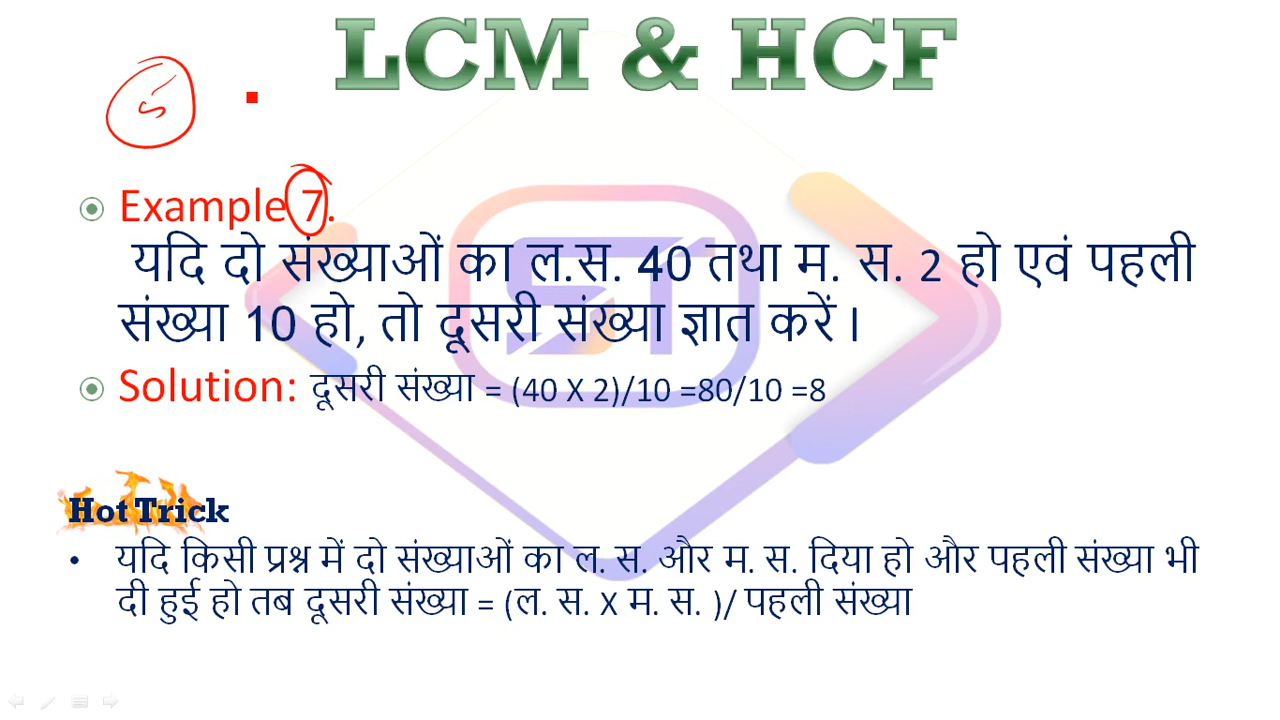 LCM & HCF
5
Example 7.
यदि दो संख्याओं का ल.स. 40 तथा म. स. 2 हो एवं पहली
संख्या 10 हो, तो दूसरी संख्या ज्ञात करें ।
Solution: दूसरी संख्या = (40 X 2)/10 =80/10 =8
Hot Trick
• यदि किसी प्रश्न में दो संख्याओं का ल. स. और म. स. दिया हो और पहली संख्या भी
दी हुई हो तब दूसरी संख्या = (ल. स. X म. स. )/ पहली संख्या